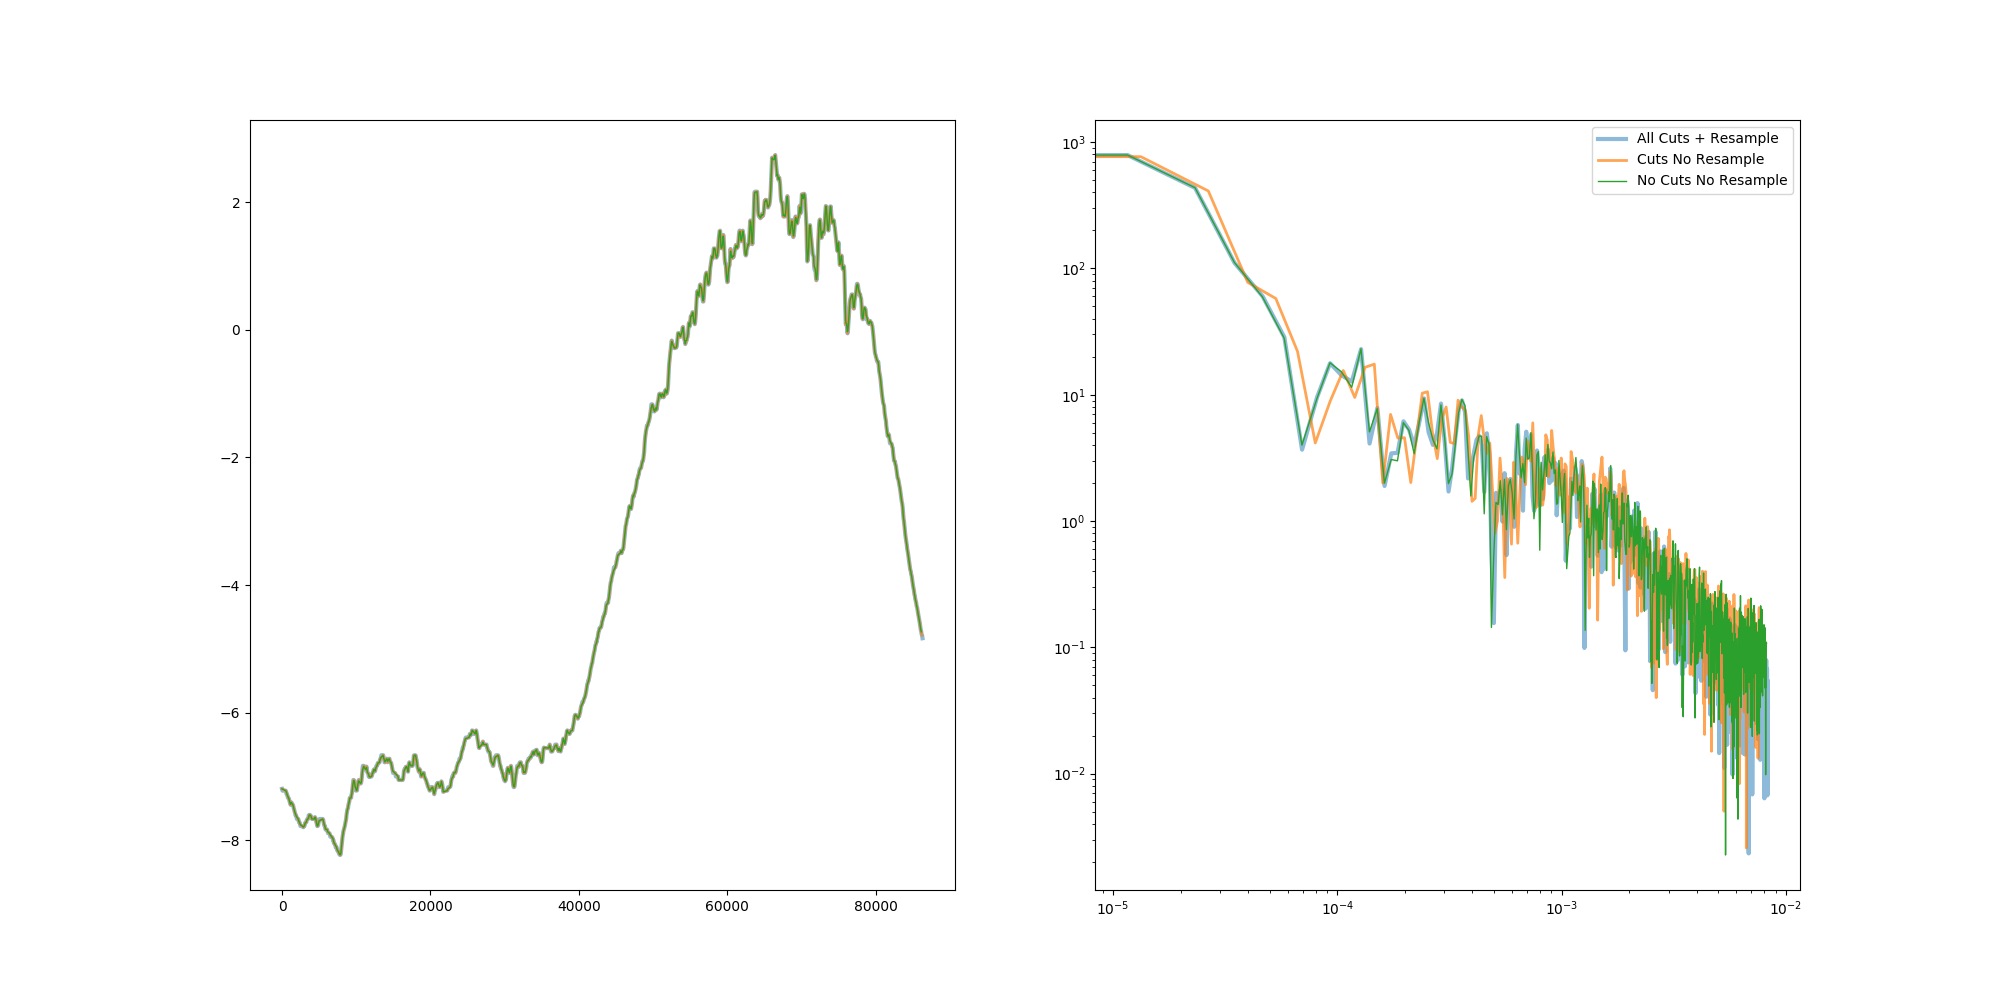 2
0
−2
−4
−6
−8
0 20000 40000 60000 80000
10³
10²
10¹
10⁰
10⁻¹
10⁻²
10⁻⁵ 10⁻⁴ 10⁻³ 10⁻²
All Cuts + Resample
Cuts No Resample
No Cuts No Resample